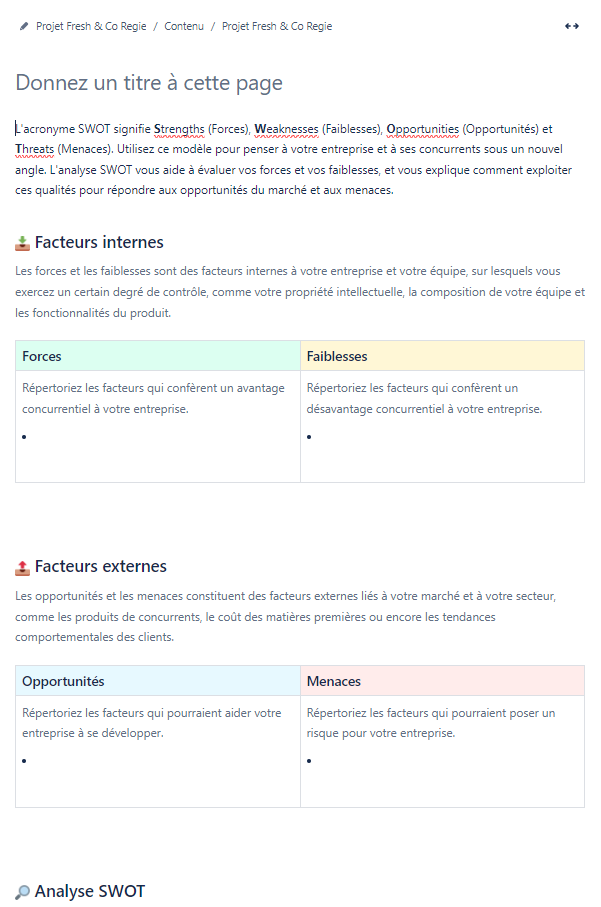 Projet Fresh & Co Regie / Contenu / Projet Fresh & Co Regie
Donnez un titre à cette page
L'acronyme SWOT signifie Strengths (Forces), Weaknesses (Faiblesses), Opportunities (Opportunités) et
Threats (Menaces). Utilisez ce modèle pour penser à votre entreprise et à ses concurrents sous un nouvel
angle. L'analyse SWOT vous aide à évaluer vos forces et vos faiblesses, et vous explique comment exploiter
ces qualités pour répondre aux opportunités du marché et aux menaces.
Facteurs internes
Les forces et les faiblesses sont des facteurs internes à votre entreprise et votre équipe, sur lesquels vous
exercez un certain degré de contrôle, comme votre propriété intellectuelle, la composition de votre équipe et
les fonctionnalités du produit.
Forces
Répertoriez les facteurs qui confèrent un avantage
concurrentiel à votre entreprise.
Faiblesses
Répertoriez les facteurs qui confèrent un
désavantage concurrentiel à votre entreprise.
Facteurs externes
Les opportunités et les menaces constituent des facteurs externes liés à votre marché et à votre secteur,
comme les produits de concurrents, le coût des matières premières ou encore les tendances
comportementales des clients.
Opportunités
Répertoriez les facteurs qui pourraient aider votre
entreprise à se développer.
Menaces
Répertoriez les facteurs qui pourraient poser un
risque pour votre entreprise.
Analyse SWOT